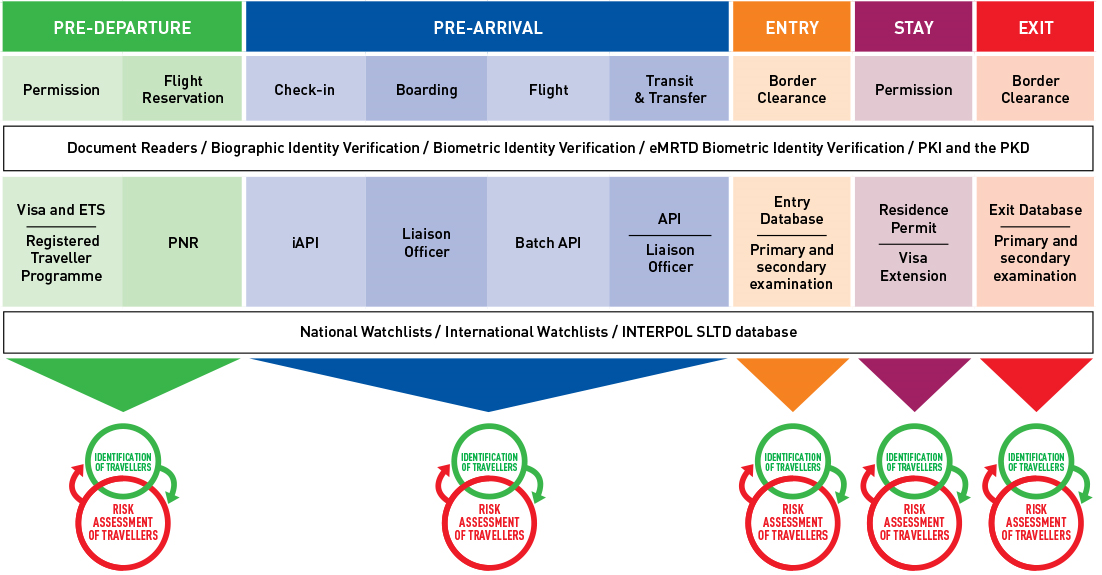 PRE-DEPARTURE
PRE-ARRIVAL
ENTRY
STAY
EXIT
Permission
Flight
Reservation
Check-in
Boarding
Flight
Transit
& Transfer
Border
Clearance
Permission
Border
Clearance
Document Readers / Biographic Identity Verification / Biometric Identity Verification / eMRTD Biometric Identity Verification / PKI and the PKD
Visa and ETS
Registered
Traveller
Programme
PNR
iAPI
Liaison
Officer
Batch API
API
Liaison
Officer
Entry
Database
Primary and
secondary
examination
Residence
Permit
Visa
Extension
Exit Database
Primary and
secondary
examination
National Watchlists / International Watchlists / INTERPOL SLTD database
IDENTIFICATION
OF TRAVELLERS
RISK
ASSESSMENT
OF TRAVELLERS
IDENTIFICATION
OF TRAVELLERS
RISK
ASSESSMENT
OF TRAVELLERS
IDENTIFICATION
OF TRAVELLERS
RISK
ASSESSMENT
OF TRAVELLERS
IDENTIFICATION
OF TRAVELLERS
RISK
ASSESSMENT
OF TRAVELLERS
IDENTIFICATION
OF TRAVELLERS
RISK
ASSESSMENT
OF TRAVELLERS